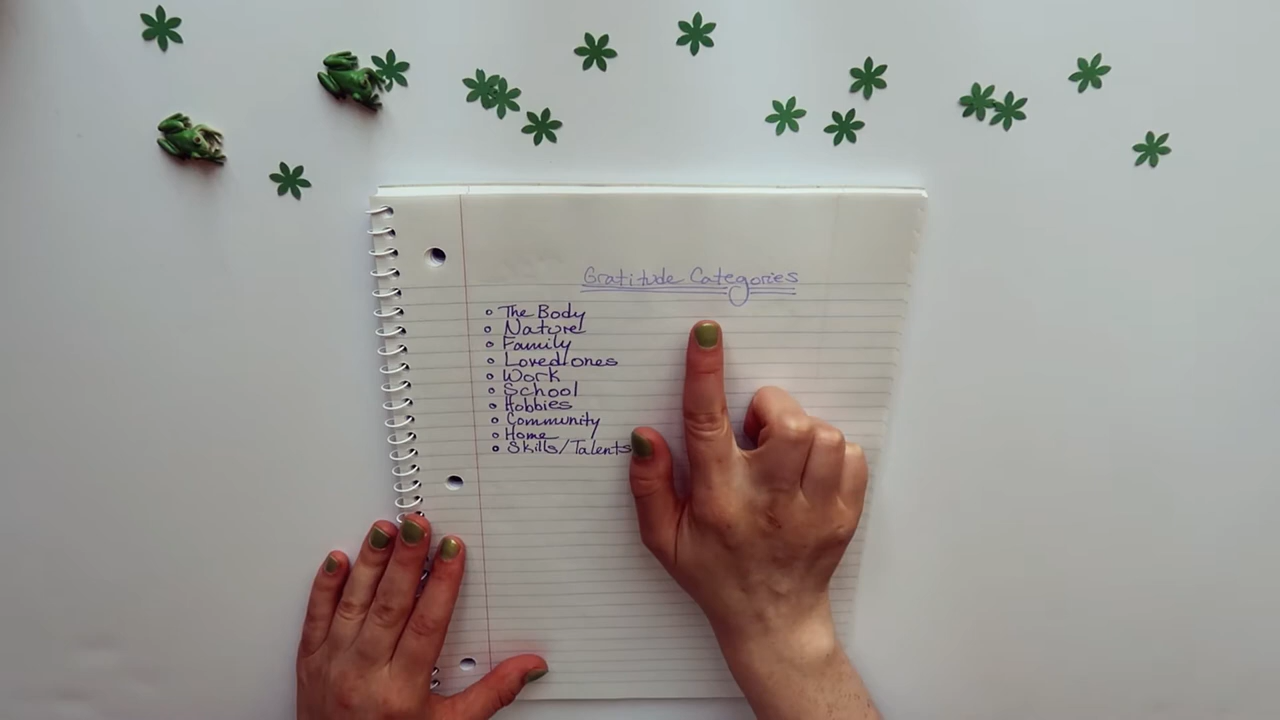 Gratitude Categories
The Body
Nature
Family
Loved ones
Work
School
Hobbies
Community
Home
Skills/Talents